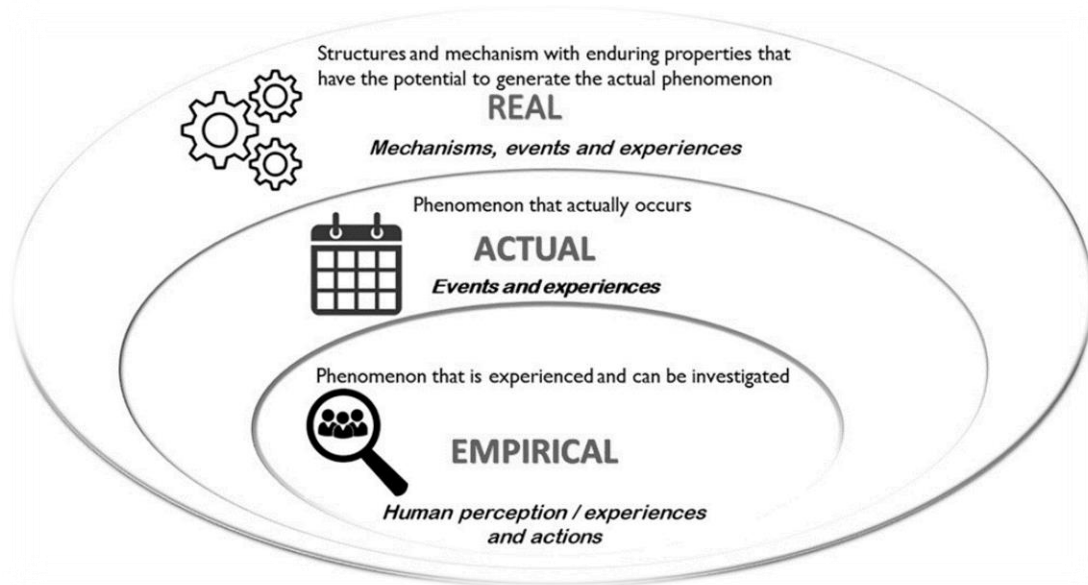 Structures and mechanism with enduring properties that
have the potential to generate the actual phenomenon
REAL
Mechanisms, events and experiences
Phenomenon that actually occurs
ACTUAL
Events and experiences
Phenomenon that is experienced and can be investigated
EMPIRICAL
Human perception / experiences
and actions